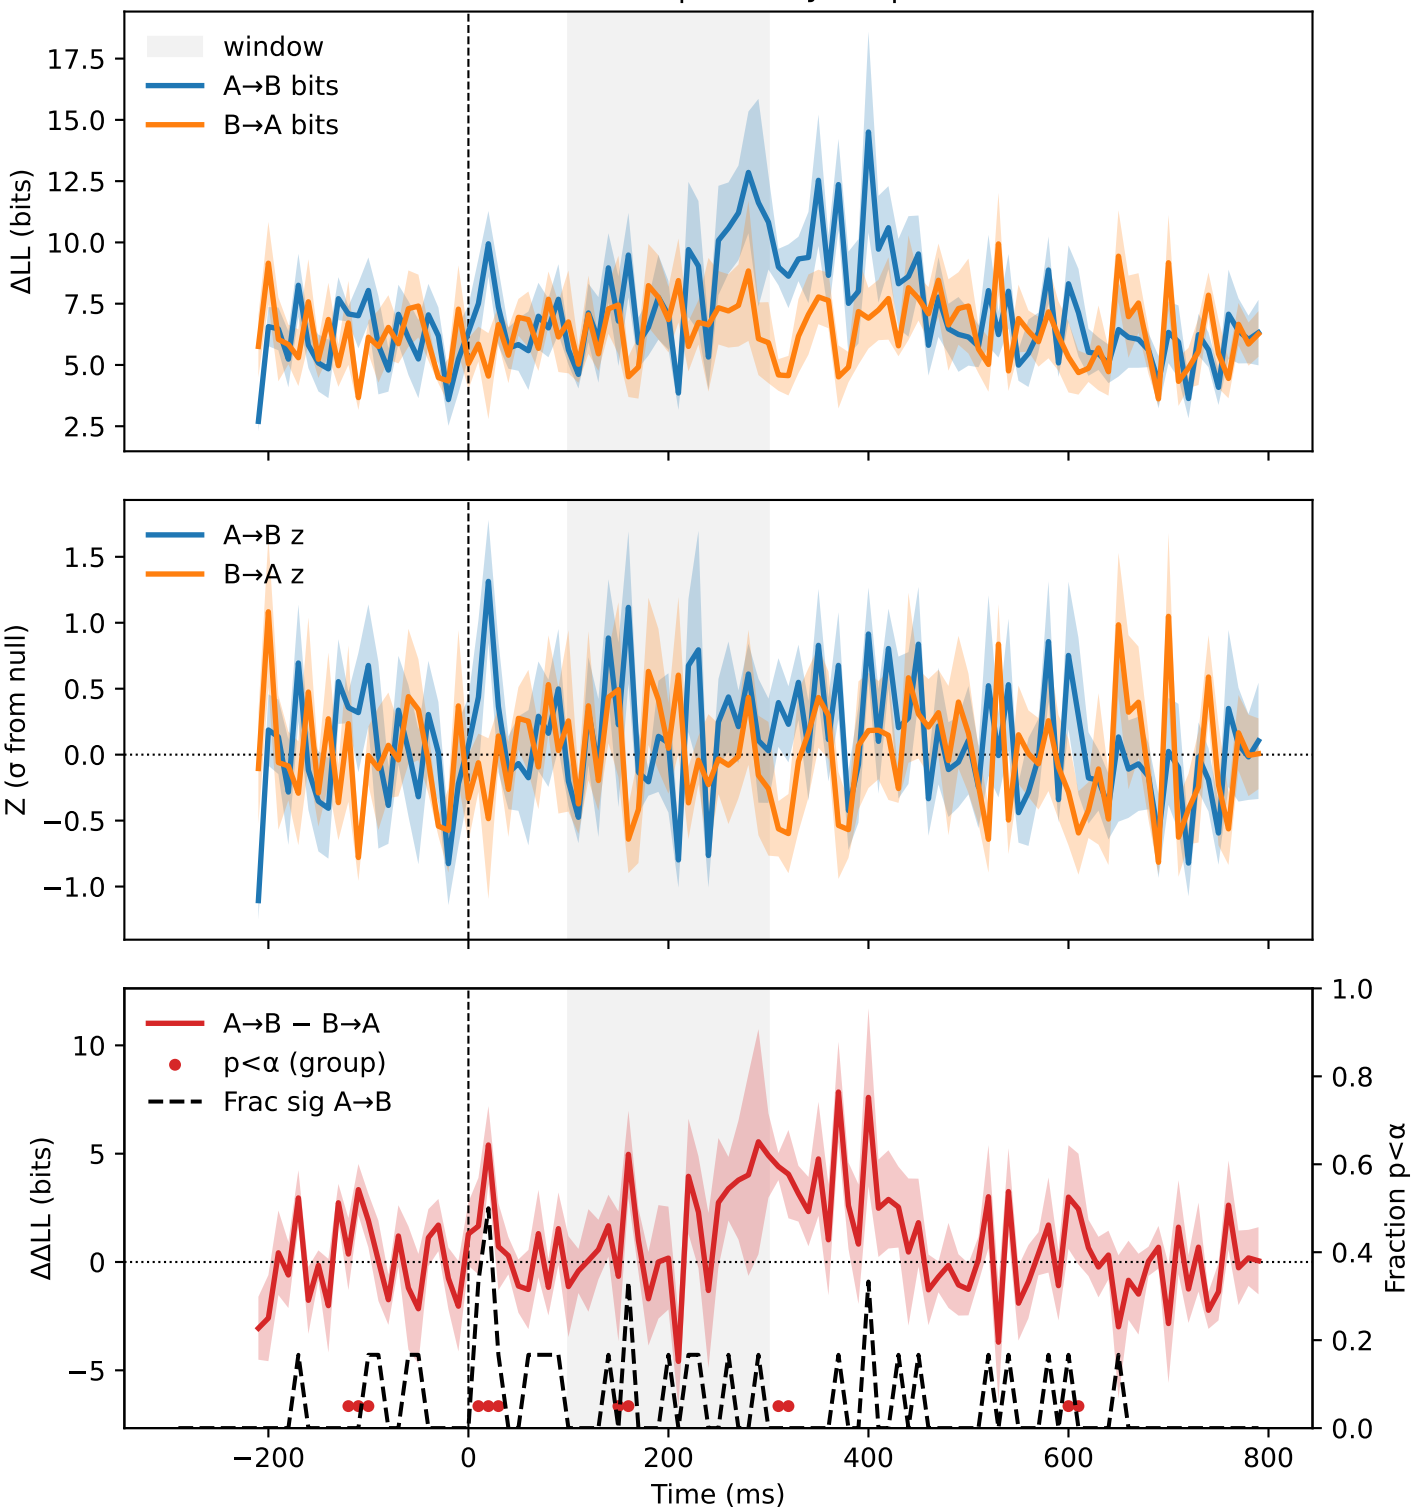 window
A→B bits
B→A bits
17.5
15.0
12.5
10.0
7.5
5.0
2.5
ΔLL (bits)
A→B z
B→A z
1.5
1.0
0.5
0.0
−0.5
−1.0
Z (σ from null)
A→B − B→A
p<α (group)
Frac sig A→B
10
5
0
−5
ΔΔLL (bits)
1.0
0.8
0.6
0.4
0.2
0.0
Fraction p<α
−200 0 200 400 600 800
Time (ms)